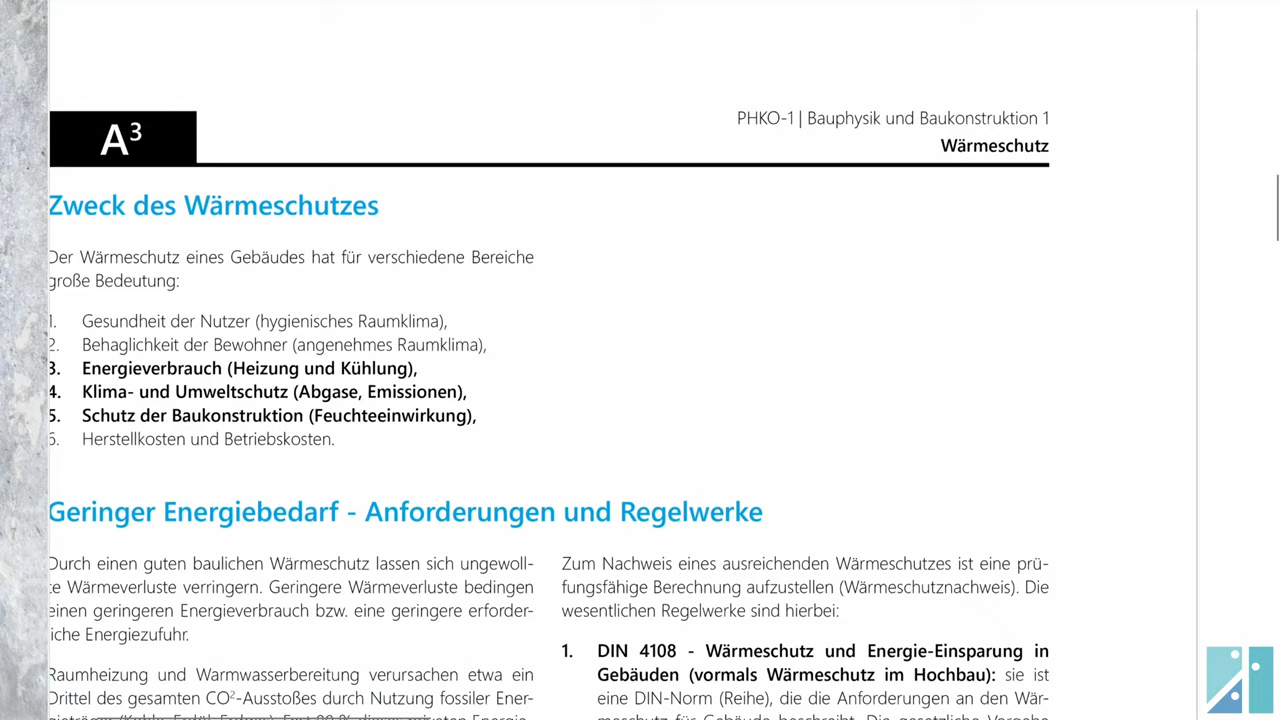 A³
PHKO-1 | Bauphysik und Baukonstruktion 1
Wärmeschutz
Zweck des Wärmeschutzes
Der Wärmeschutz eines Gebäudes hat für verschiedene Bereiche
große Bedeutung:
1. Gesundheit der Nutzer (hygienisches Raumklima),
2. Behaglichkeit der Bewohner (angenehmes Raumklima),
3. Energieverbrauch (Heizung und Kühlung),
4. Klima- und Umweltschutz (Abgase, Emissionen),
5. Schutz der Baukonstruktion (Feuchteeinwirkung),
6. Herstellkosten und Betriebskosten.
Geringer Energiebedarf - Anforderungen und Regelwerke
Durch einen guten baulichen Wärmeschutz lassen sich ungewoll-
te Wärmeverluste verringern. Geringere Wärmeverluste bedingen
einen geringeren Energieverbrauch bzw. eine geringere erforder-
liche Energiezufuhr.
Raumheizung und Warmwasserbereitung verursachen etwa ein
Drittel des gesamten CO²-Ausstoßes durch Nutzung fossiler Ener-
Zum Nachweis eines ausreichenden Wärmeschutzes ist eine prü-
fungsfähige Berechnung aufzustellen (Wärmeschutznachweis). Die
wesentlichen Regelwerke sind hierbei:
1. DIN 4108 - Wärmeschutz und Energie-Einsparung in
Gebäuden (vormals Wärmeschutz im Hochbau): sie ist
eine DIN-Norm (Reihe), die die Anforderungen an den Wär-
meschutz für Gebäude beschreibt. Die gesetzliche Vorgabe